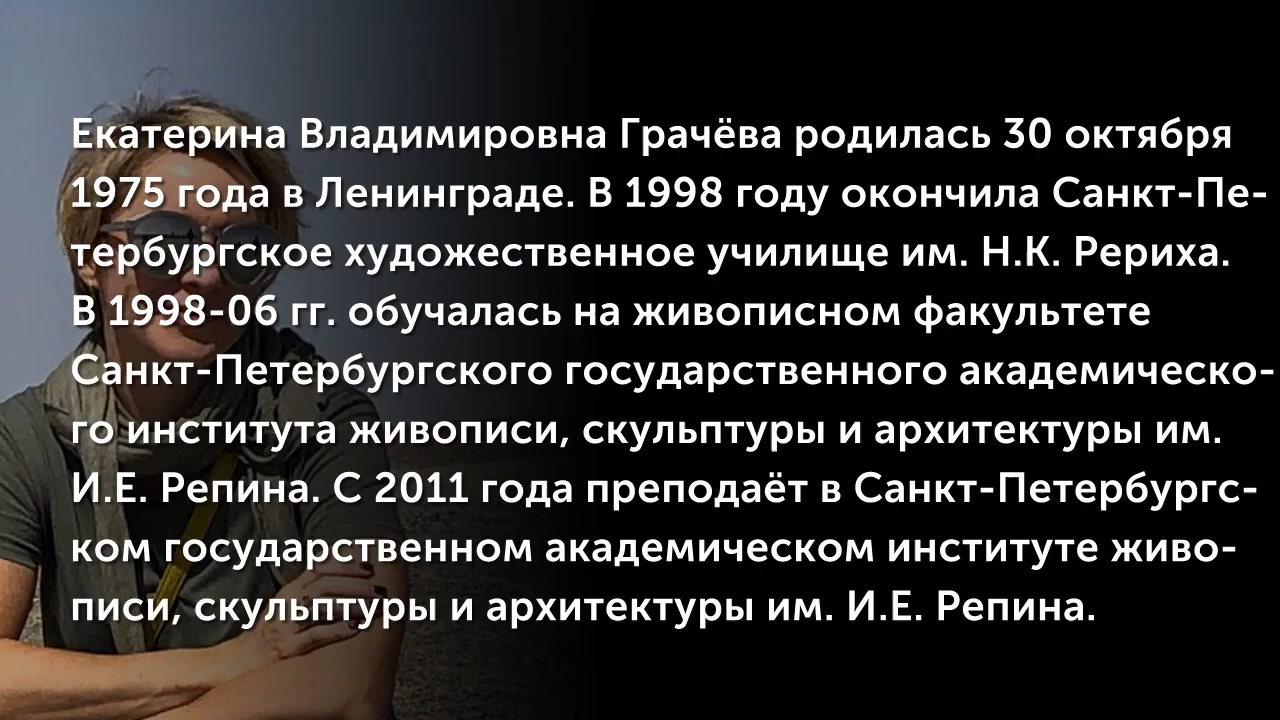 Екатерина Владимировна Грачёва родилась 30 октября
1975 года в Ленинграде. В 1998 году окончила Санкт-Пе-
тербургское художественное училище им. Н.К. Рериха.
В 1998-06 гг. обучалась на живописном факультете
Санкт-Петербургского государственного академическо-
го института живописи, скульптуры и архитектуры им.
И.Е. Репина. С 2011 года преподаёт в Санкт-Петербургс-
ком государственном академическом институте живо-
писи, скульптуры и архитектуры им. И.Е. Репина.